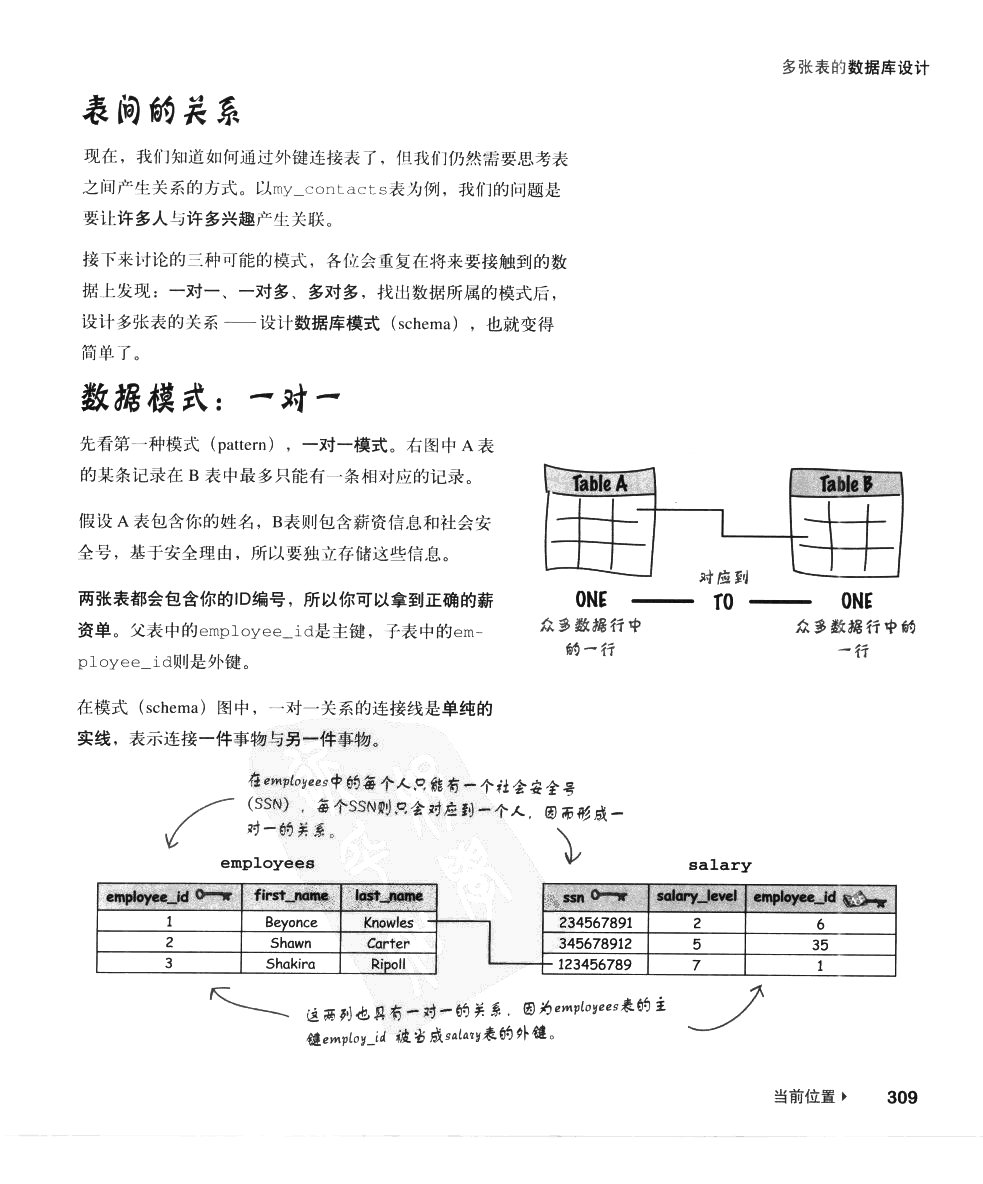 多张表的数据库设计
表间的关系
现在，我们知道如何通过外键连接表了，但我们仍然需要思考表
之间产生关系的方式。以my_contacts表为例，我们的问题是
要让许多人与许多兴趣产生关联。
接下来讨论的三种可能的模式，各位会重复在将来要接触到的数
据上发现：一对一、一对多、多对多，找出数据所属的模式后，
设计多张表的关系 —— 设计数据库模式（schema），也就变得
简单了。
数据模式：一对一
先看第一种模式（pattern），一对一模式。右图中 A 表
的某条记录在 B 表中最多只能有一条相对应的记录。
假设 A 表包含你的姓名，B表则包含薪资信息和社会安
全号，基于安全理由，所以要独立存储这些信息。
两张表都会包含你的ID编号，所以你可以拿到正确的薪
资单。父表中的employee_id是主键，子表中的em-
ployee_id则是外键。
在模式（schema）图中，一对一关系的连接线是单纯的
实线，表示连接一件事物与另一件事物。
Table A Table B
对应到
ONE TO ONE
众多数据行中 众多数据行中的
的一行 一行
在employees中的每个人只能有一个社会安全号
（SSN），每个SSN则只会对应到一个人，因而形成一
对一的关系。
employees salary
employee_id first_name last_name ssn salary_level employee_id
1 Beyonce Knowles 234567891 2 6
2 Shawn Carter 345678912 5 35
3 Shakira Ripoll 123456789 7 1
这两列也具有一对一的关系，因为employees表的主
键employ_id 被当成salary表的外键。
当前位置 309